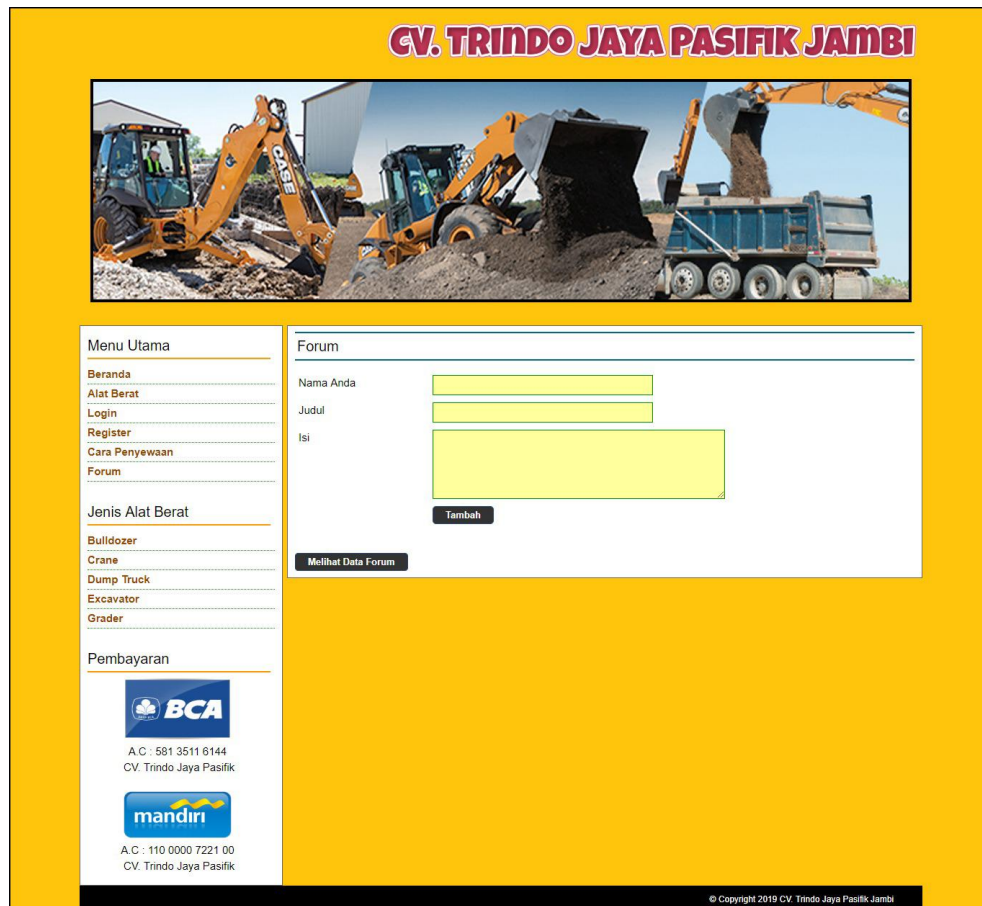 CV. TRINDO JAYA PASIFIK JAMBI
CASE
Menu Utama
Beranda
Alat Berat
Login
Register
Cara Penyewaan
Forum
Jenis Alat Berat
Bulldozer
Crane
Dump Truck
Excavator
Grader
Pembayaran
BCA
A.C : 581 3511 6144
CV. Trindo Jaya Pasifik
mandiri
A.C : 110 0000 7221 00
CV. Trindo Jaya Pasifik
Forum
Nama Anda
Judul
Isi
Tambah
Melihat Data Forum
© Copyright 2019 CV. Trindo Jaya Pasifik Jambi